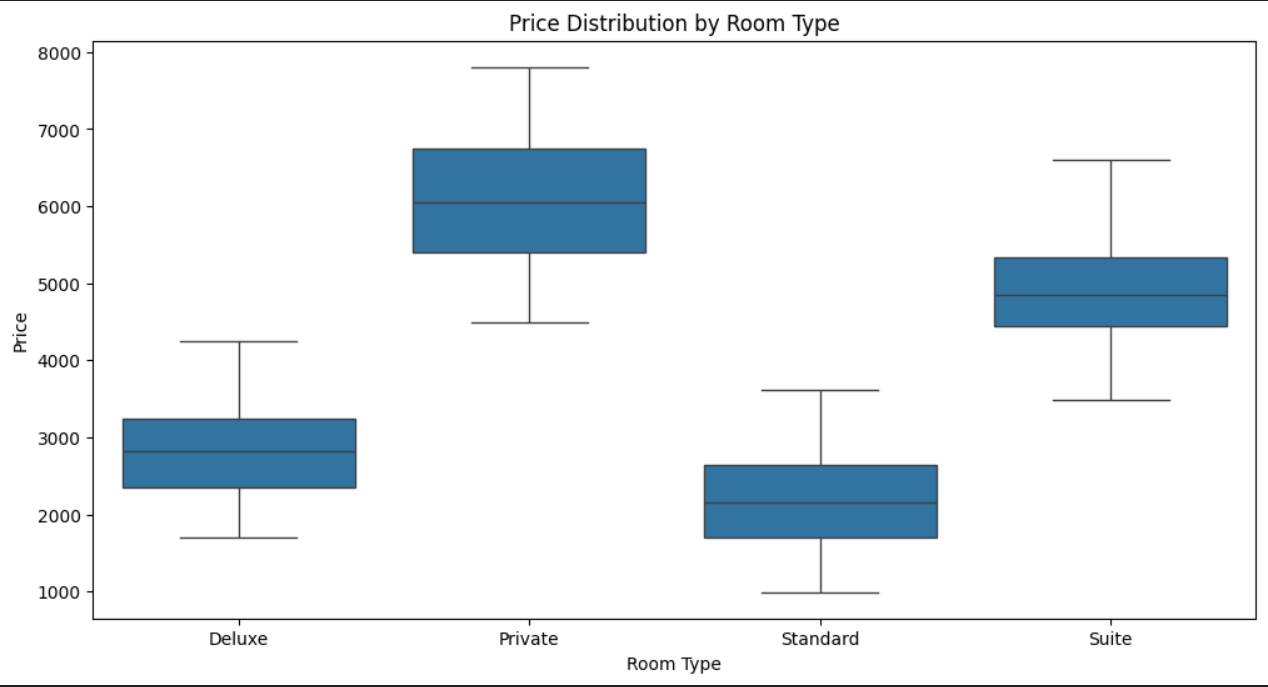 Price Distribution by Room Type
8000
7000
6000
5000
4000
3000
2000
1000
Price
Deluxe Private Standard Suite
Room Type